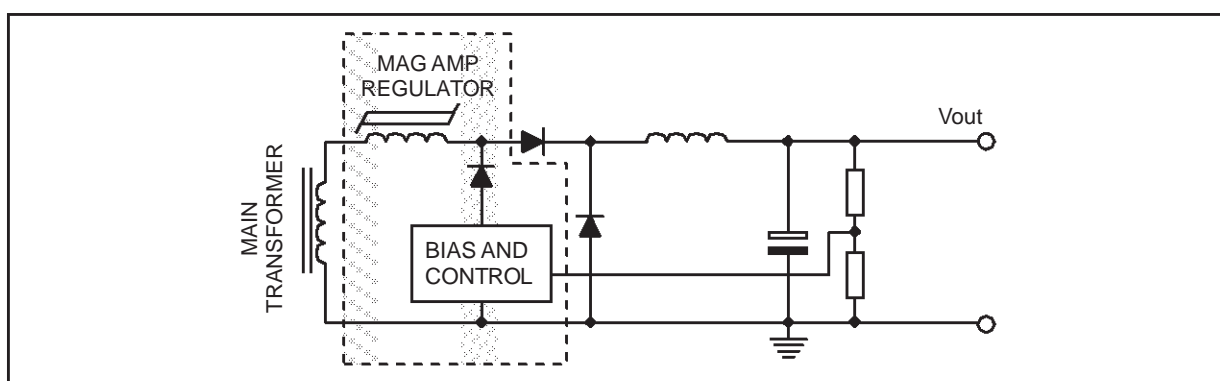 MAG AMP
REGULATOR
Vout
MAIN
TRANSFORMER
BIAS AND
CONTROL